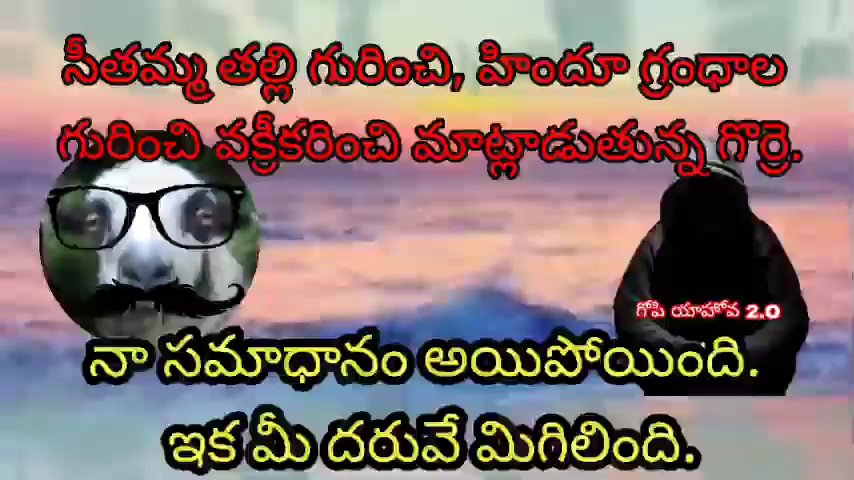 సీతమ్మ తల్లి గురించి, హిందూ గ్రంధాల
గురించి వక్రీకరించి మాట్లాడుతున్న గొర్రె.
గోపి యాహోవ 2.0
నా సమాధానం అయిపోయింది.
ఇక మీ దరువే మిగిలింది.